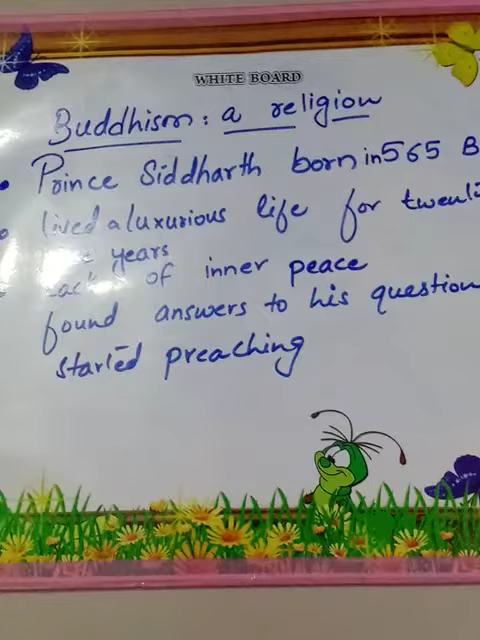 WHITE BOARD
Buddhism: a religion
Prince Siddharth born in 565 B
lived a luxurious life for twenti
years
of inner peace
found answers to his question
started preaching